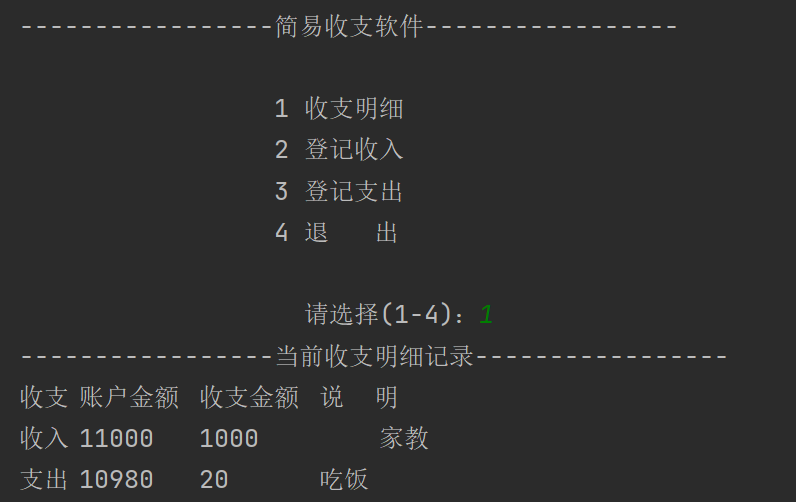 -----------------简易收支软件-----------------
1 收支明细
2 登记收入
3 登记支出
4 退    出
请选择(1-4)：1
-----------------当前收支明细记录-----------------
收支 账户金额 收支金额 说  明
收入 11000 1000 家教
支出 10980 20 吃饭